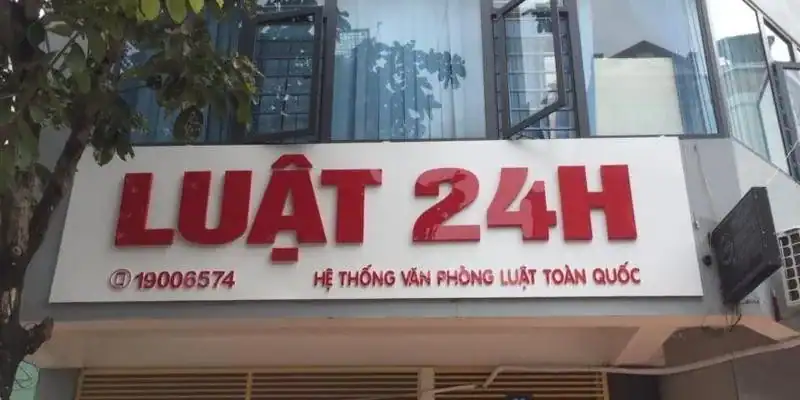 LUẬT 24H
19006574
HỆ THỐNG VĂN PHÒNG LUẬT TOÀN QUỐC